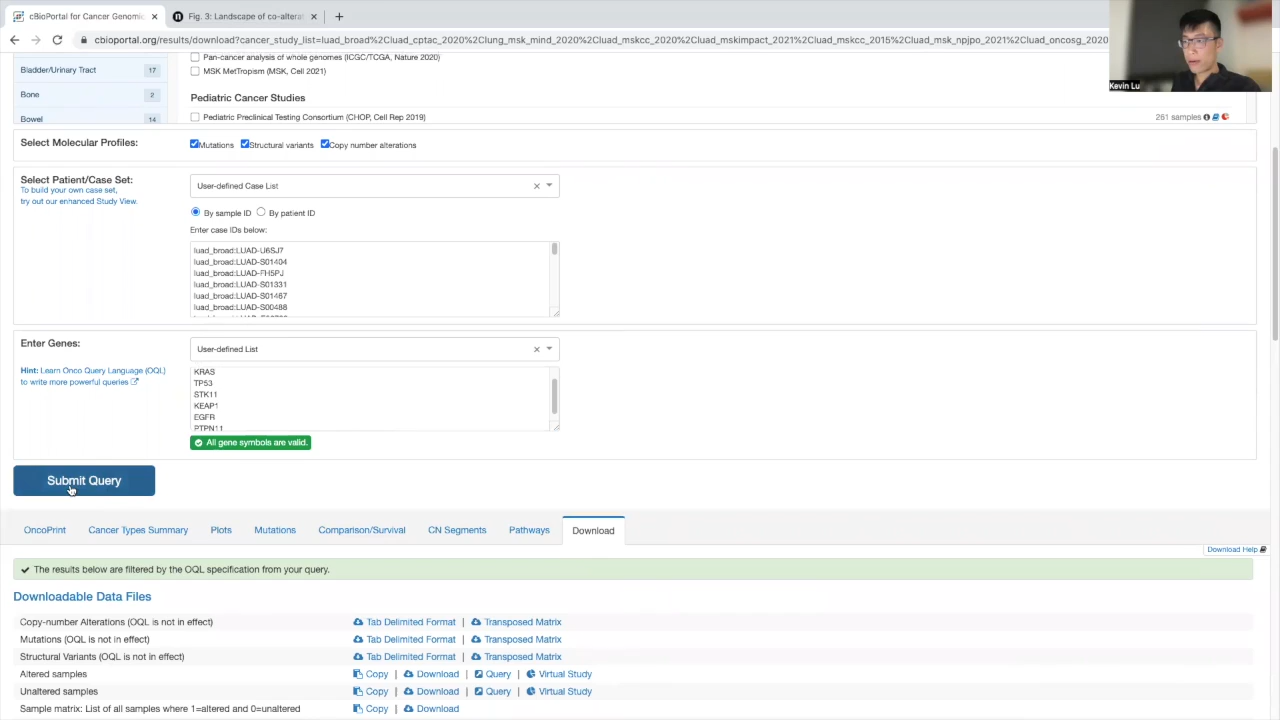 cBioPortal for Cancer Genomic
Fig. 3: Landscape of co-alterat
cbioportal.org/results/download?cancer_study_list=luad_broad%2Cluad_cptac_2020%2Clung_msk_mind_2020%2Cluad_mskcc_2020%2Cluad_mskimpact_2021%2Cluad_mskcc_2015%2Cluad_msk_npjpo_2021%2Cluad_oncosg_2020
Kevin Lu
Bladder/Urinary Tract 17
Bone 2
Bowel 14
Pan-cancer analysis of whole genomes (ICGC/TCGA, Nature 2020)
MSK MetTropism (MSK, Cell 2021)
Pediatric Cancer Studies
Pediatric Preclinical Testing Consortium (CHOP, Cell Rep 2019) 261 samples
Select Molecular Profiles: Mutations Structural variants Copy number alterations
Select Patient/Case Set:
To build your own case set,
try out our enhanced Study View.
User-defined Case List
By sample ID By patient ID
Enter case IDs below:
luad_broad:LUAD-U6SJ7
luad_broad:LUAD-S01404
luad_broad:LUAD-FH5PJ
luad_broad:LUAD-S01331
luad_broad:LUAD-S01467
luad_broad:LUAD-S00488
Enter Genes:
Hint: Learn Onco Query Language (OQL)
to write more powerful queries
User-defined List
KRAS
TP53
STK11
KEAP1
EGFR
PTPN11
All gene symbols are valid.
Submit Query
OncoPrint Cancer Types Summary Plots Mutations Comparison/Survival CN Segments Pathways Download
Download Help
The results below are filtered by the OQL specification from your query.
Downloadable Data Files
Copy-number Alterations (OQL is not in effect) Tab Delimited Format | Transposed Matrix
Mutations (OQL is not in effect) Tab Delimited Format | Transposed Matrix
Structural Variants (OQL is not in effect) Tab Delimited Format | Transposed Matrix
Altered samples Copy | Download | Query | Virtual Study
Unaltered samples Copy | Download | Query | Virtual Study
Sample matrix: List of all samples where 1=altered and 0=unaltered Copy | Download